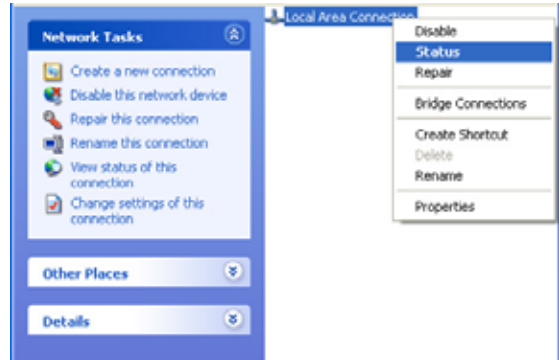 Network Tasks
Create a new connection
Disable this network device
Repair this connection
Rename this connection
View status of this
connection
Change settings of this
connection
Other Places
Details
Local Area Connection
Disable
Status
Repair
Bridge Connections
Create Shortcut
Delete
Rename
Properties